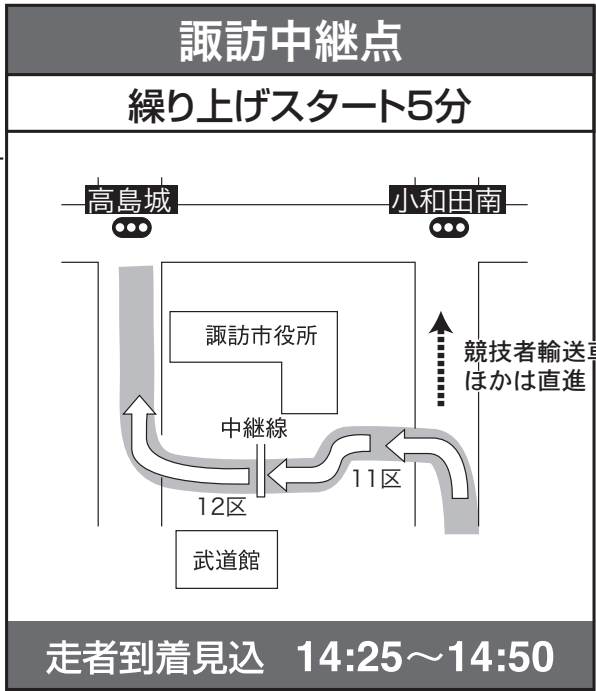 諏訪中継点
繰り上げスタート5分
高島城
小和田南
諏訪市役所
競技者輸送車
ほかは直進
中継線
11区
12区
武道館
走者到着見込 14:25～14:50